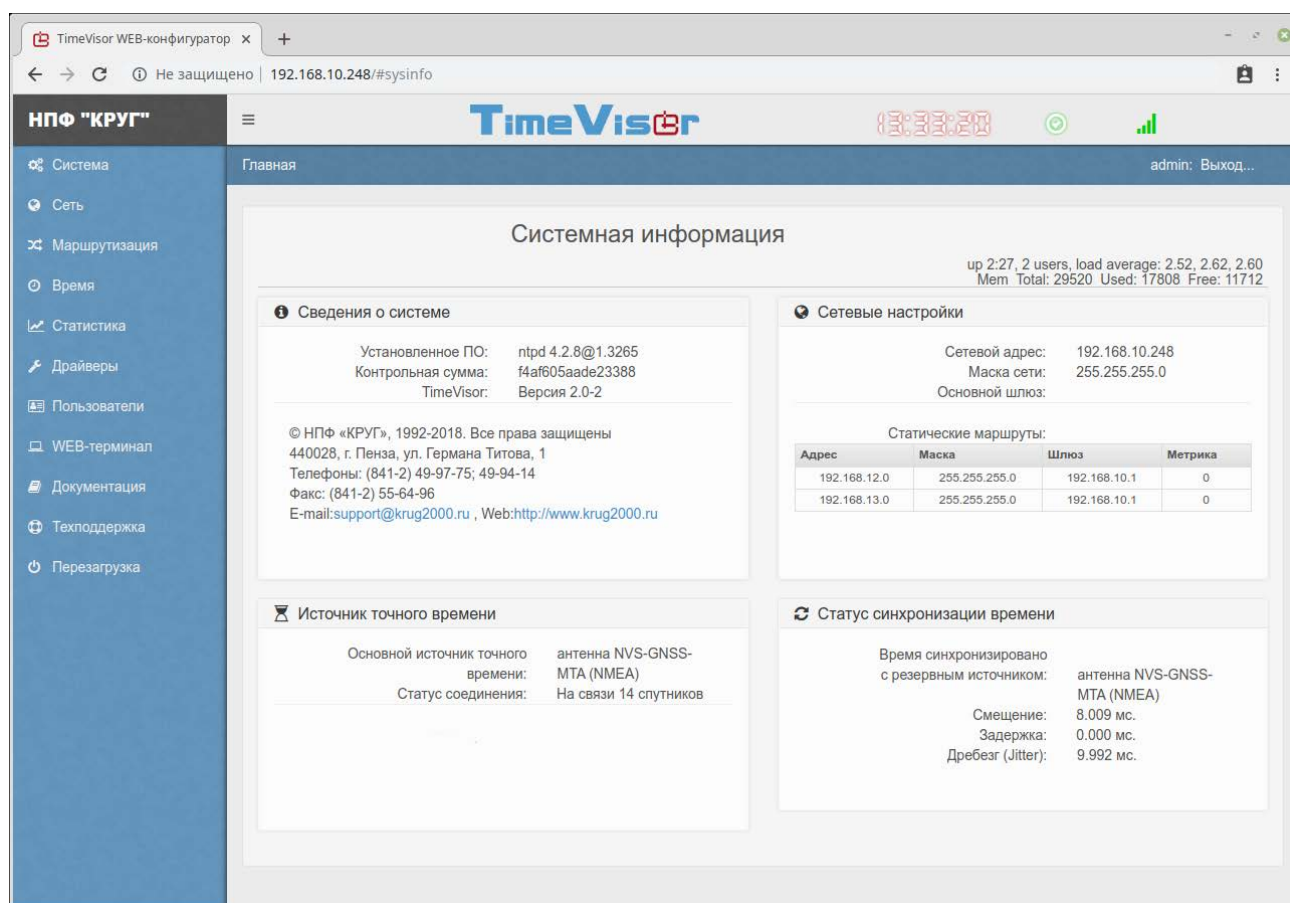 TimeVisor WEB-конфигуратор
Не защищено | 192.168.10.248/#sysinfo
НПФ "КРУГ"
TimeVisor
13:33:20
Система
Сеть
Маршрутизация
Время
Статистика
Драйверы
Пользователи
WEB-терминал
Документация
Техподдержка
Перезагрузка
Главная
admin: Выход...
Системная информация
up 2:27, 2 users, load average: 2.52, 2.62, 2.60
Mem Total: 29520 Used: 17808 Free: 11712
Сведения о системе
Установленное ПО: ntpd 4.2.8@1.3265
Контрольная сумма: f4af605aade23388
TimeVisor: Версия 2.0-2
© НПФ «КРУГ», 1992-2018. Все права защищены
440028, г. Пенза, ул. Германа Титова, 1
Телефоны: (841-2) 49-97-75; 49-94-14
Факс: (841-2) 55-64-96
E-mail:support@krug2000.ru , Web:http://www.krug2000.ru
Сетевые настройки
Сетевой адрес: 192.168.10.248
Маска сети: 255.255.255.0
Основной шлюз:
Статические маршруты:
Адрес Маска Шлюз Метрика
192.168.12.0 255.255.255.0 192.168.10.1 0
192.168.13.0 255.255.255.0 192.168.10.1 0
Источник точного времени
Основной источник точного антенна NVS-GNSS-
времени: MTA (NMEA)
Статус соединения: На связи 14 спутников
Статус синхронизации времени
Время синхронизировано
с резервным источником: антенна NVS-GNSS-
MTA (NMEA)
Смещение: 8.009 мс.
Задержка: 0.000 мс.
Дребезг (Jitter): 9.992 мс.